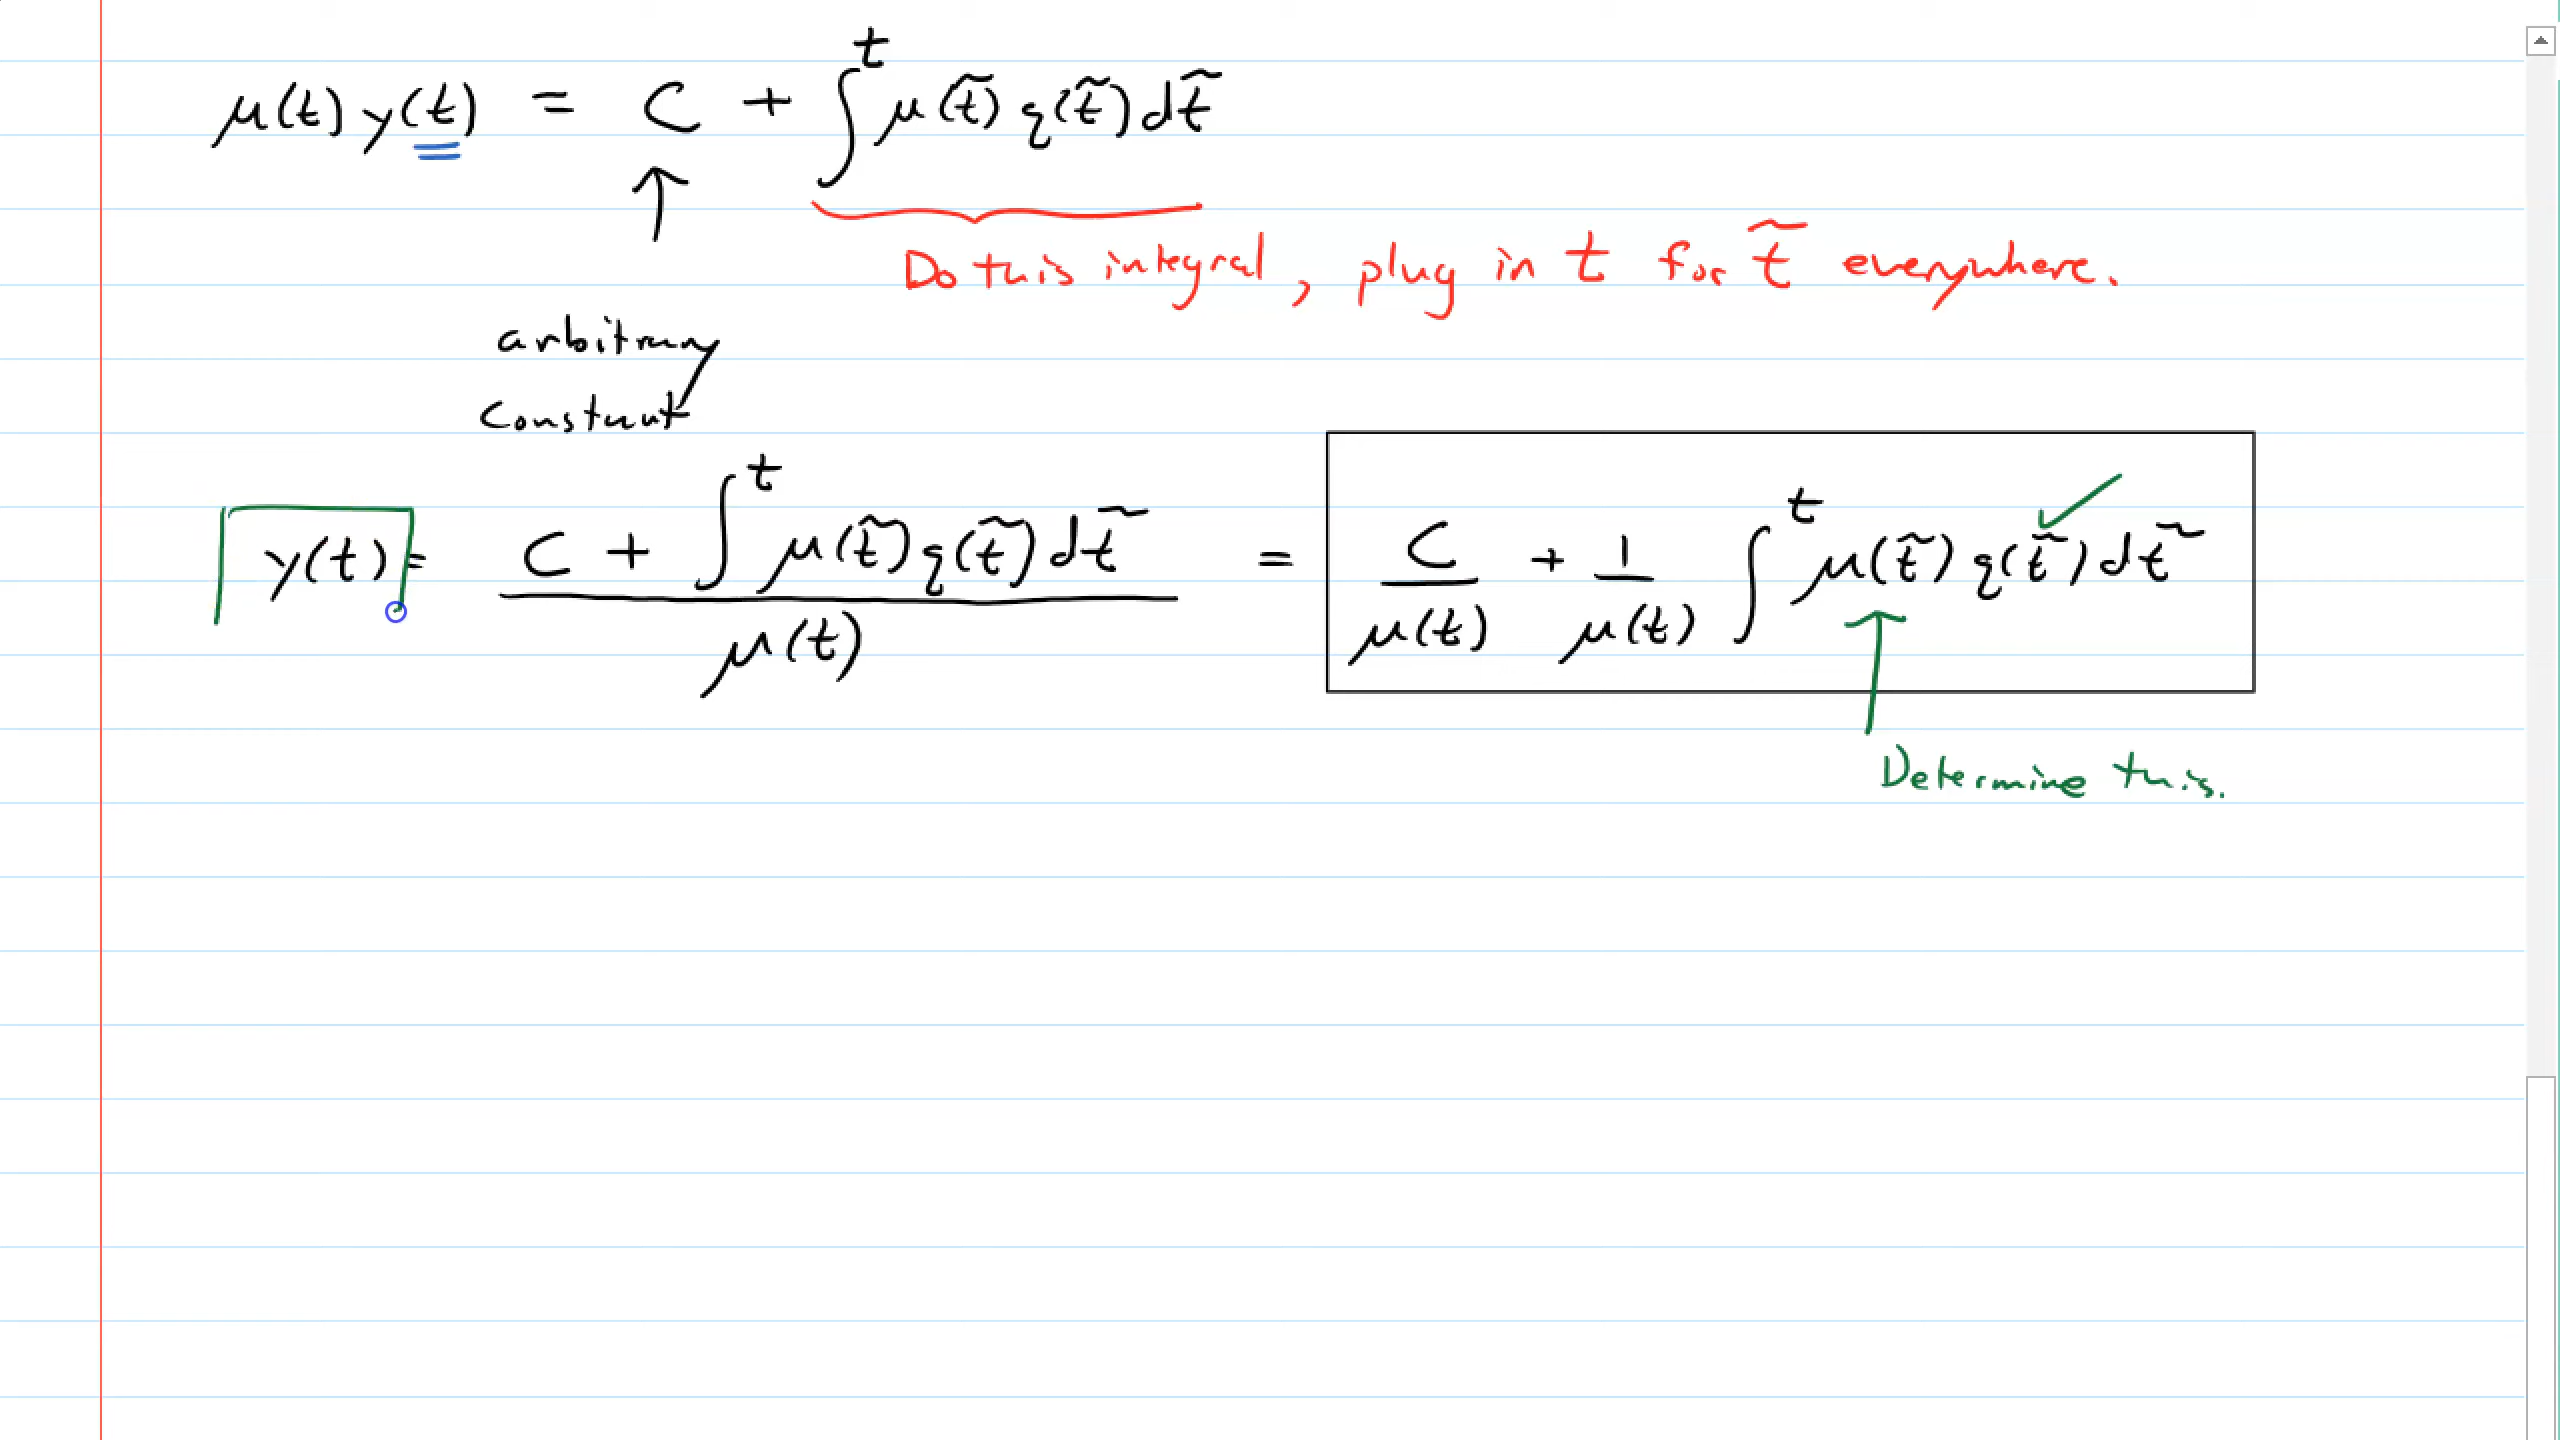 μ(t) y(t) = C + ∫^t μ(t̃) q(t̃) dt̃
Do this integral, plug in t for t̃ everywhere.
arbitrary
constant
y(t) = (C + ∫^t μ(t̃) q(t̃) dt̃) / μ(t) = C/μ(t) + 1/μ(t) ∫^t μ(t̃) q(t̃) dt̃
Determine this.